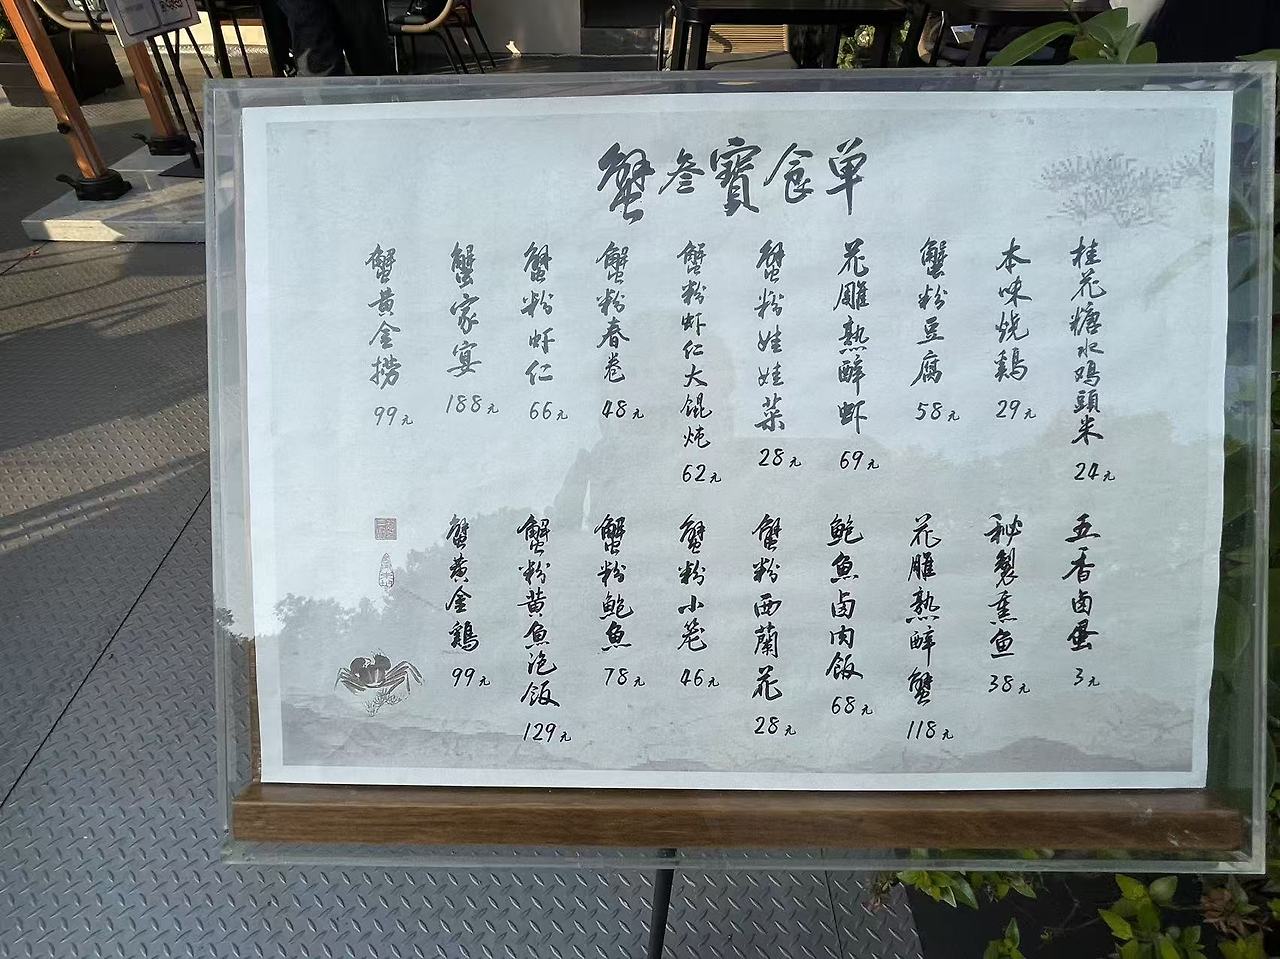 蟹叁寶食单
桂花糖水鸡頭米
24元
本味烧鷄
29元
蟹粉豆腐
58元
花雕熟醉虾
69元
蟹粉娃娃菜
28元
蟹粉虾仁大馄炖
62元
蟹粉春卷
48元
蟹粉虾仁
66元
蟹家宴
188元
蟹黄金捞
99元
五香卤蛋
3元
秘製熏鱼
38元
花雕熟醉蟹
118元
鲍魚卤肉飯
68元
蟹粉西蘭花
28元
蟹粉小笼
46元
蟹粉鲍魚
78元
蟹粉黄魚泡飯
129元
蟹黄金鷄
99元